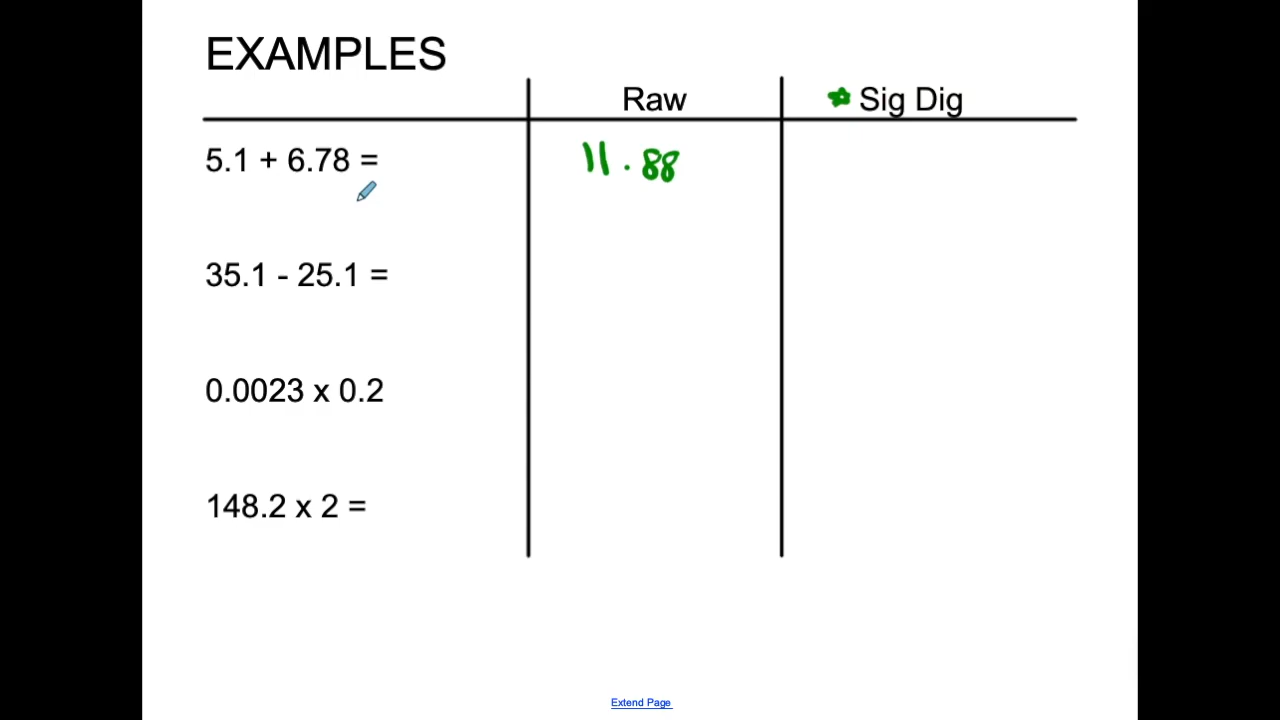 EXAMPLES
Raw Sig Dig
5.1 + 6.78 = 11.88
35.1 - 25.1 =
0.0023 x 0.2
148.2 x 2 =
Extend Page